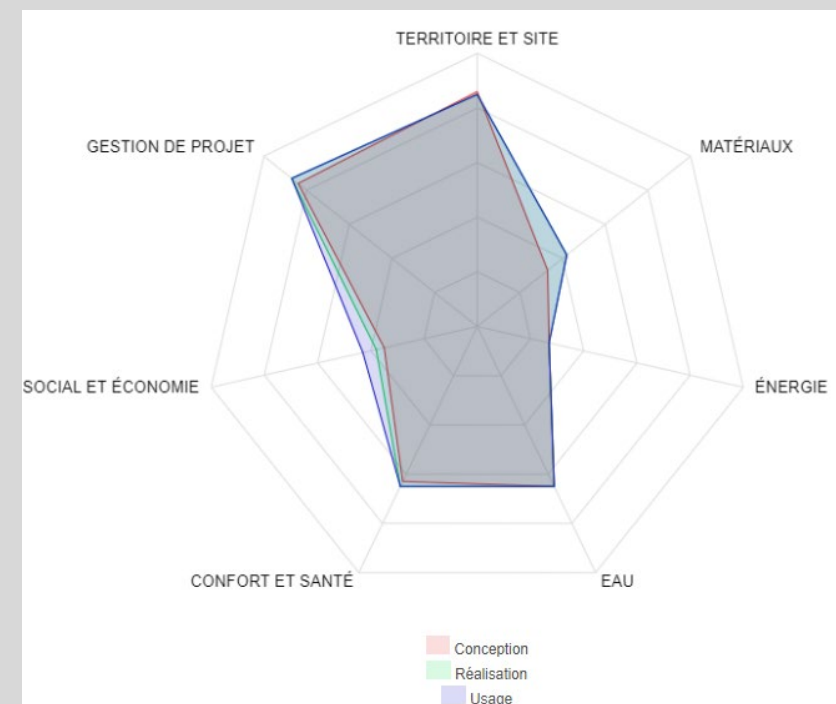 TERRITOIRE ET SITE
GESTION DE PROJET
MATÉRIAUX
SOCIAL ET ÉCONOMIE
ÉNERGIE
CONFORT ET SANTÉ
EAU
Conception
Réalisation
Usage